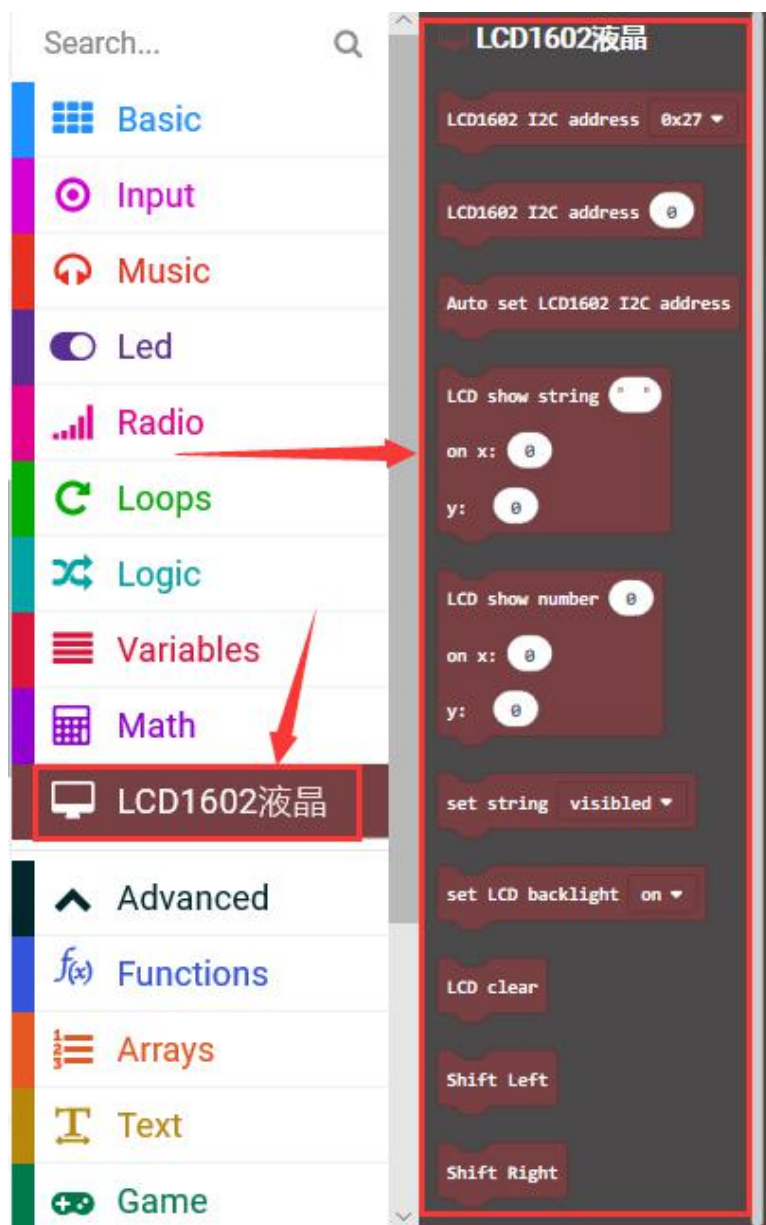 Search...
Basic
Input
Music
Led
Radio
Loops
Logic
Variables
Math
LCD1602液晶
Advanced
f(x) Functions
1
2
3
Arrays
T Text
Game
LCD1602液晶
LCD1602 I2C address 0x27
LCD1602 I2C address 0
Auto set LCD1602 I2C address
LCD show string " "
on x: 0
y: 0
LCD show number 0
on x: 0
y: 0
set string visibled
set LCD backlight on
LCD clear
Shift Left
Shift Right